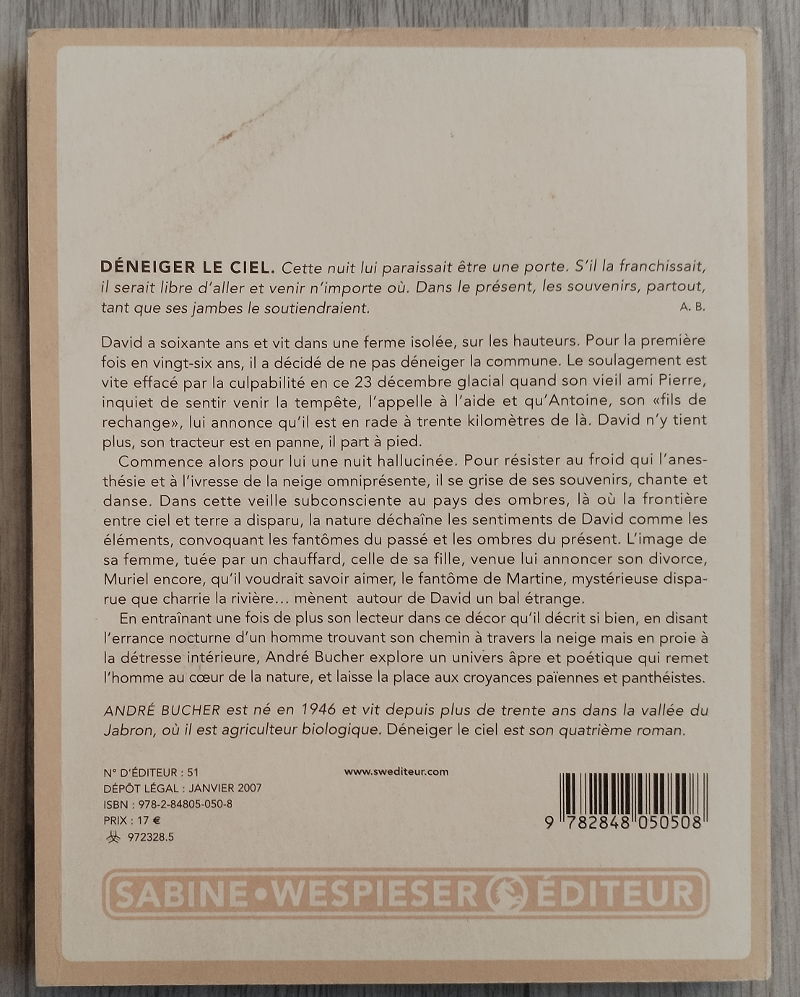 DÉNEIGER LE CIEL. Cette nuit lui paraissait être une porte. S'il la franchissait,
il serait libre d'aller et venir n'importe où. Dans le présent, les souvenirs, partout,
tant que ses jambes le soutiendraient. A. B.
David a soixante ans et vit dans une ferme isolée, sur les hauteurs. Pour la première
fois en vingt-six ans, il a décidé de ne pas déneiger la commune. Le soulagement est
vite effacé par la culpabilité en ce 23 décembre glacial quand son vieil ami Pierre,
inquiet de sentir venir la tempête, l'appelle à l'aide et qu'Antoine, son «fils de
rechange», lui annonce qu'il est en rade à trente kilomètres de là. David n'y tient
plus, son tracteur est en panne, il part à pied.
Commence alors pour lui une nuit hallucinée. Pour résister au froid qui l'anes-
thésie et à l'ivresse de la neige omniprésente, il se grise de ses souvenirs, chante et
danse. Dans cette veille subconsciente au pays des ombres, là où la frontière
entre ciel et terre a disparu, la nature déchaîne les sentiments de David comme les
éléments, convoquant les fantômes du passé et les ombres du présent. L'image de
sa femme, tuée par un chauffard, celle de sa fille, venue lui annoncer son divorce,
Muriel encore, qu'il voudrait savoir aimer, le fantôme de Martine, mystérieuse dispa-
rue que charrie la rivière... mènent autour de David un bal étrange.
En entraînant une fois de plus son lecteur dans ce décor qu'il décrit si bien, en disant
l'errance nocturne d'un homme trouvant son chemin à travers la neige mais en proie à
la détresse intérieure, André Bucher explore un univers âpre et poétique qui remet
l'homme au cœur de la nature, et laisse la place aux croyances païennes et panthéistes.
ANDRÉ BUCHER est né en 1946 et vit depuis plus de trente ans dans la vallée du
Jabron, où il est agriculteur biologique. Déneiger le ciel est son quatrième roman.
N° D'ÉDITEUR : 51
www.swediteur.com
DÉPÔT LÉGAL : JANVIER 2007
ISBN : 978-2-84805-050-8
PRIX : 17 €
972328.5
9 782848 050508
SABINE•WESPIESER ÉDITEUR